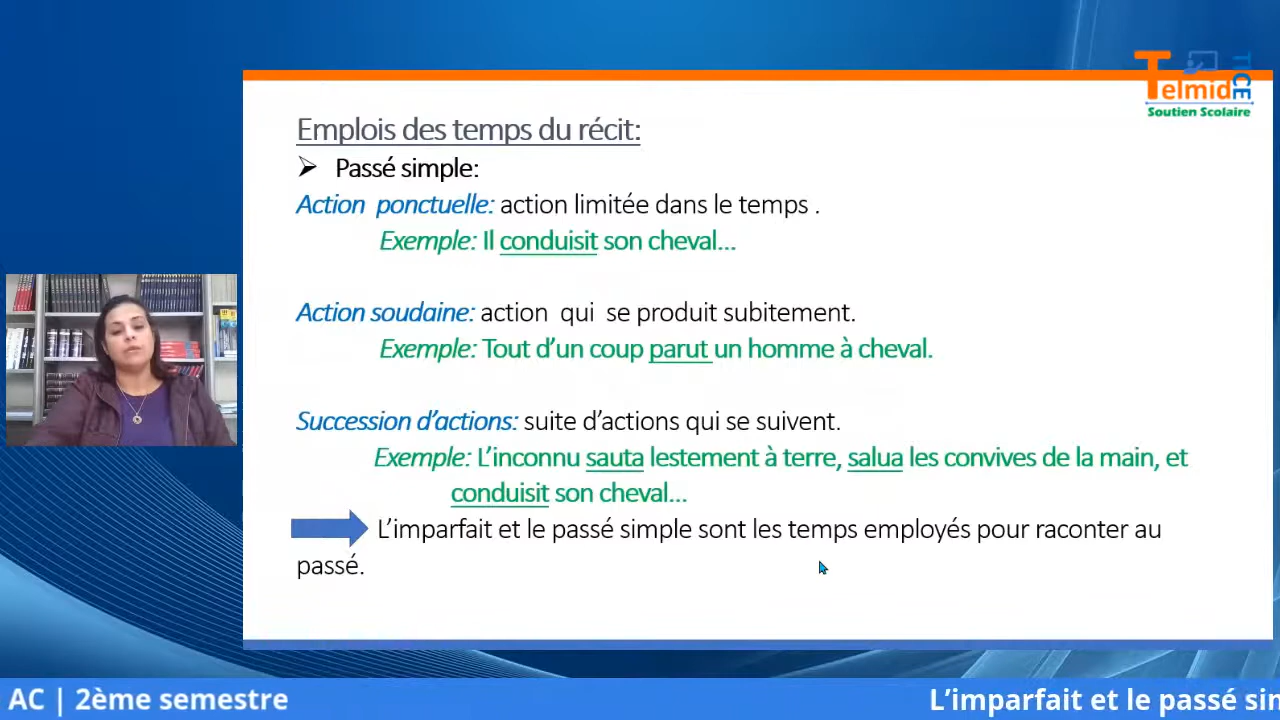 Telmid TICE
Soutien Scolaire
Emplois des temps du récit:
➢ Passé simple:
Action ponctuelle: action limitée dans le temps .
Exemple: Il conduisit son cheval...
Action soudaine: action qui se produit subitement.
Exemple: Tout d’un coup parut un homme à cheval.
Succession d’actions: suite d’actions qui se suivent.
Exemple: L’inconnu sauta lestement à terre, salua les convives de la main, et
conduisit son cheval...
L’imparfait et le passé simple sont les temps employés pour raconter au
passé.
AC | 2ème semestre
L’imparfait et le passé sim